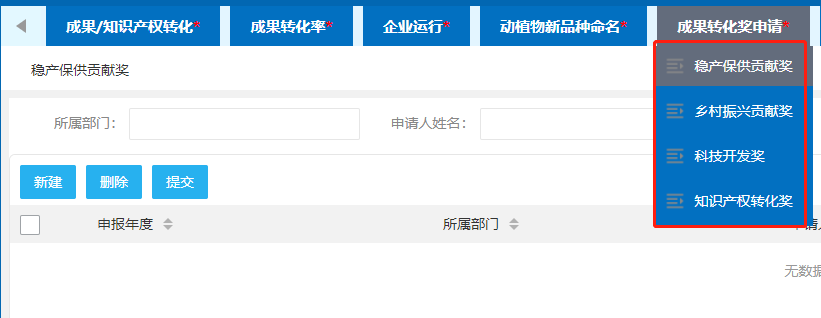 成果/知识产权转化* 成果转化率* 企业运行* 动植物新品种命名* 成果转化奖申请*
稳产保供贡献奖
乡村振兴贡献奖
科技开发奖
知识产权转化奖
稳产保供贡献奖
所属部门： 申请人姓名：
新建 删除 提交
申报年度 所属部门
无数据